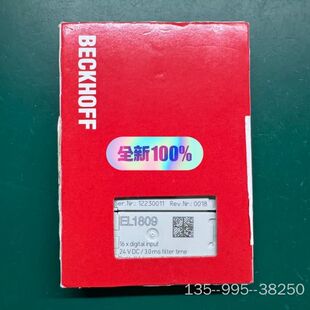 BECKHOFF
全新100%
Ser.Nr.: 12230011 Rev.Nr.: 0018
EL1809
16 x digital input
24 V DC / 3.0 ms filter time
135--995--38250